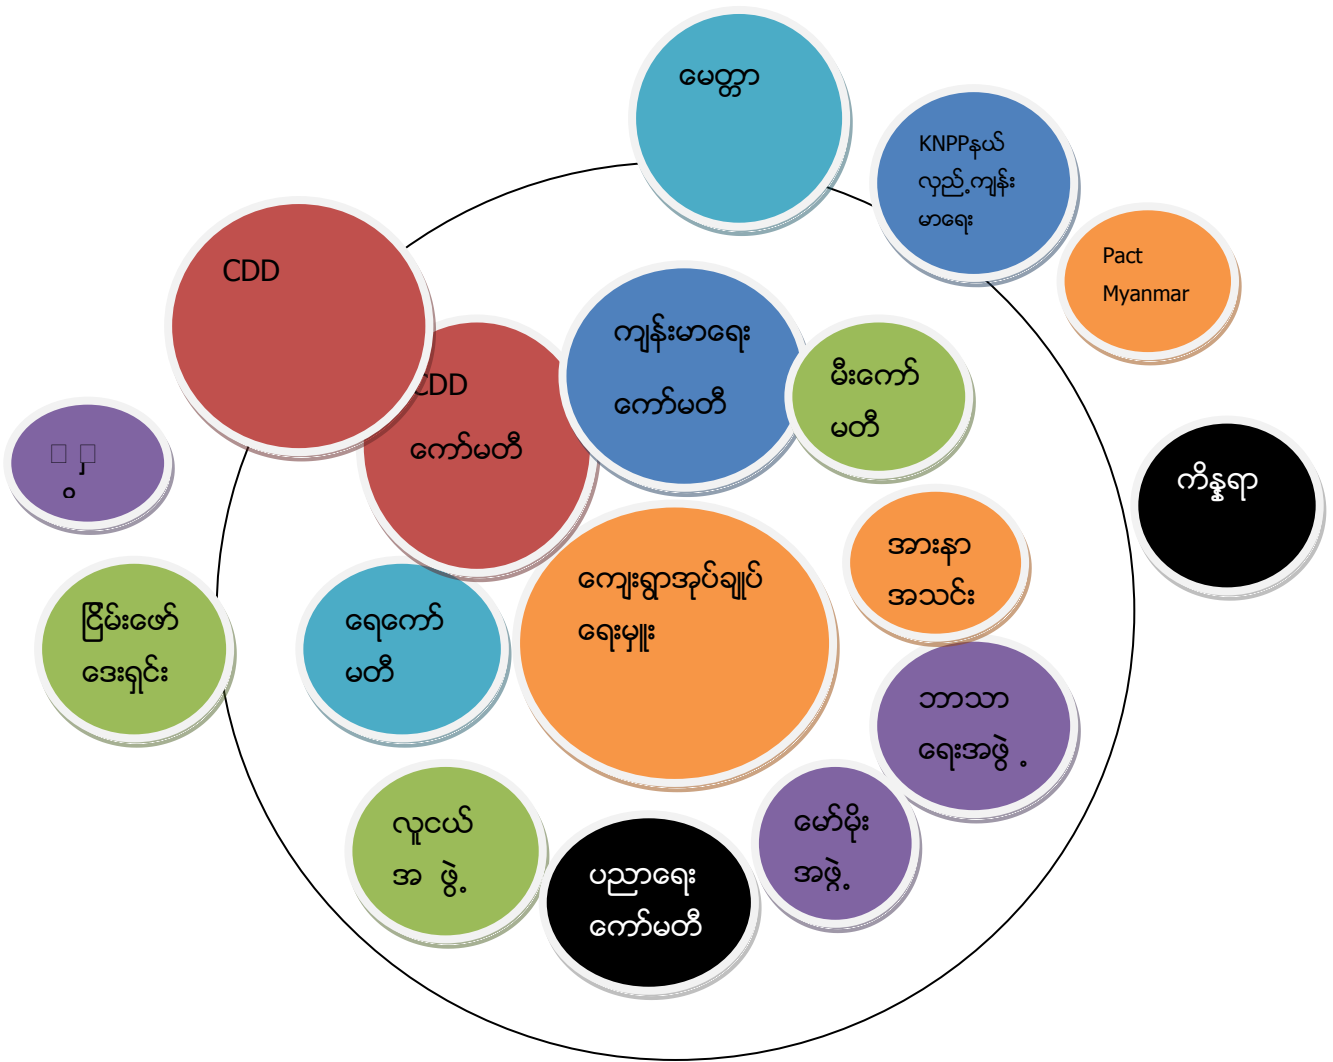 မေတ္တာ
KNPPနယ်
လှည့်ကျန်း
မာရေး
Pact
Myanmar
CDD
ကျန်းမာရေး
ကော်မတီ
မီးကော်
မတီ
CDD
ကော်မတီ
ကိန္နရာ
အားနာ
အသင်း
ကျေးရွာအုပ်ချုပ်
ရေးမှူး
ငြိမ်းဖော်
ဒေးရှင်း
ရေကော်
မတီ
ဘာသာ
ရေးအဖွဲ့
လူငယ်
အ ဖွဲ့
မော်မိုး
အဖွဲ့
ပညာရေး
ကော်မတီ